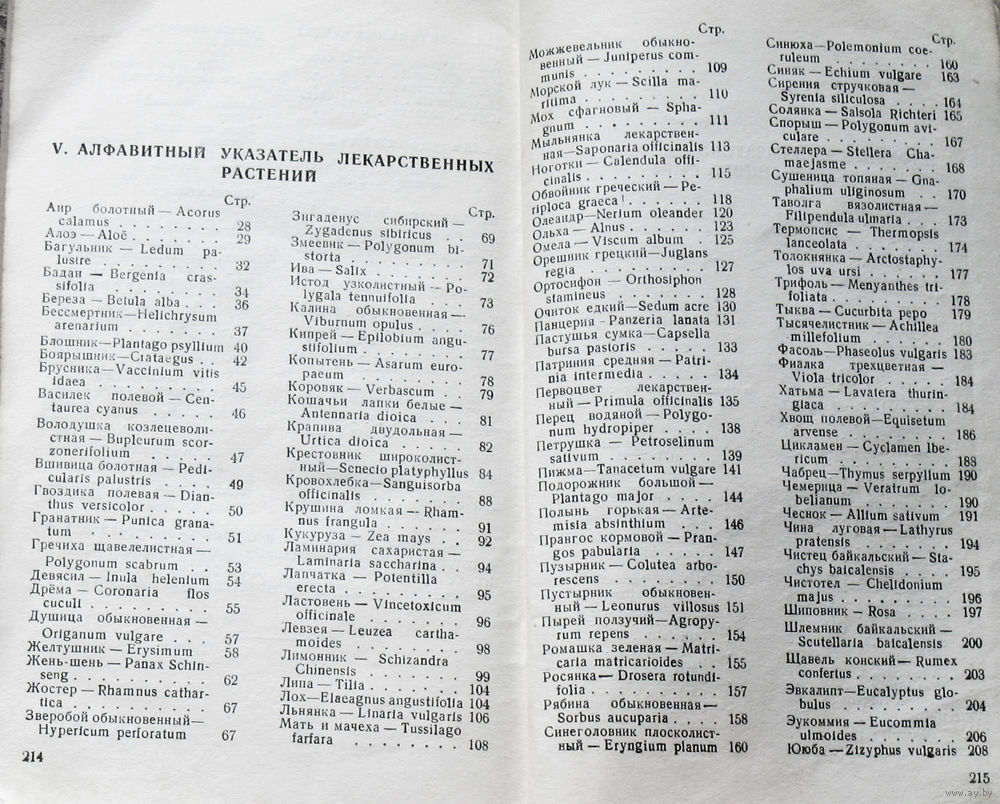 V. АЛФАВИТНЫЙ УКАЗАТЕЛЬ ЛЕКАРСТВЕННЫХ
РАСТЕНИЙ
Стр.
Аир болотный — Acorus
calamus . . . . . . . . 28
Алоэ — Aloë . . . . . . . 29
Багульник — Ledum pa-
lustre . . . . . . . . . 32
Бадан — Bergenia cras-
sifolia . . . . . . . . 34
Береза — Betula alba . . . 36
Бессмертник—Helichrysum
arenarium . . . . . . . 37
Блошник—Plantago psyllium 40
Боярышник—Crataegus . . 42
Брусника—Vaccinium vitis
idaea . . . . . . . . . 45
Василек полевой — Cen-
taurea cyanus . . . . . 46
Володушка козлецеволи-
стная — Bupleurum scor-
zonerifolium . . . . . . 47
Вшивица болотная — Pedi-
cularis palustris . . . . 49
Гвоздика полевая — Dian-
thus versicolor . . . . . 50
Гранатник — Punica grana-
tum . . . . . . . . . 51
Гречиха щавелелистная —
Polygonum scabrum . . . 53
Девясил — Inula helenium 54
Дрёма — Coronaria flos
cuculi . . . . . . . . . 55
Душица обыкновенная —
Origanum vulgare . . . 57
Желтушник — Erysimum 58
Жень-шень — Panax Schin-
seng . . . . . . . . . 62
Жостер — Rhamnus cathar-
tica . . . . . . . . . 67
Зверобой обыкновенный—
Hypericum perforatum 67
214
Стр.
Зигаденус сибирский —
Zygadenus sibiricus . . 69
Змеевик — Polygonum bi-
storta . . . . . . . . . 71
Ива — Salix . . . . . . . 72
Истод узколистный — Po-
lygala tennuifolia . . . . 73
Калина обыкновенная —
Viburnum opulus . . . . 76
Кипрей — Epilobium angu-
stifolium . . . . . . . . 77
Копытень — Asarum euro-
paeum . . . . . . . . . 78
Коровяк — Verbascum . . 79
Кошачьи лапки белые —
Antennaria dioica . . . 81
Крапива двудольная —
Urtica dioica . . . . . . 82
Крестовник широколист-
ный—Senecio platyphyllus 84
Кровохлебка—Sanguisorba
officinalis . . . . . . . 88
Крушина ломкая — Rham-
nus frangula . . . . . . 91
Кукуруза — Zea mays . . 92
Ламинария сахаристая —
Laminaria saccharina . . 94
Лапчатка — Potentilla
erecta . . . . . . . . . 95
Ластовень — Vincetoxicum
officinale . . . . . . . 96
Левзея — Leuzea cartha-
moides . . . . . . . . 98
Лимонник — Schizandra
Chinensis . . . . . . . 99
Липа — Tilia . . . . . . 104
Лох—Elaeagnus angustifolia 104
Льнянка — Linaria vulgaris 106
Мать и мачеха — Tussilago
farfara . . . . . . . . 108
Стр.
Можжевельник обыкно-
венный — Juniperus com-
munis . . . . . . . . . 109
Морской лук — Scilla ma-
ritima . . . . . . . . . 110
Мох сфагновый — Spha-
gnum . . . . . . . . . 111
Мыльнянка лекарствен-
ная—Saponaria officinalis 113
Ноготки — Calendula offi-
cinalis . . . . . . . . . 115
Обвойник греческий — Pe-
riploca graeca . . . . . 118
Олеандр—Nerium oleander 120
Ольха — Alnus . . . . . . 123
Омела — Viscum album . 125
Орешник грецкий—Juglans
regia . . . . . . . . . 127
Ортосифон — Orthosiphon
stamineus . . . . . . . 128
Очиток едкий—Sedum acre 130
Панцерия - Panzeria lanata 131
Пастушья сумка—Capsella
bursa pastoris . . . . . 133
Патриния средняя — Patri-
nia intermedia . . . . . 134
Первоцвет лекарствен-
ный — Primula officinalis 135
Перец водяной — Polygo-
num hydropiper . . . . 138
Петрушка — Petroselinum
sativum . . . . . . . . 139
Пижма—Tanacetum vulgare 141
Подорожник большой —
Plantago major . . . . 144
Полынь горькая — Arte-
misia absinthium . . . 146
Прангос кормовой — Pran-
gos pabularia . . . . . 147
Пузырник — Colutea arbo-
rescens . . . . . . . . 150
Пустырник обыкновен-
ный — Leonurus villosus 151
Пырей ползучий—Agropy-
rum repens . . . . . . 154
Ромашка зеленая — Matri-
caria matricarioides . . . 155
Росянка — Drosera rotundi-
folia . . . . . . . . . 157
Рябина обыкновенная—
Sorbus aucuparia . . . . 158
Синеголовник плосколист-
ный — Eryngium planum 160
Стр.
Синюха—Polemonium coe-
ruleum . . . . . . . . 160
Синяк — Echium vulgare 163
Сирения стручковая —
Syrenia siliculosa . . . . 164
Солянка — Salsola Richteri 165
Спорыш — Polygonum avi-
culare . . . . . . . . . 167
Стеллера — Stellera Cha-
maejasme . . . . . . . 168
Сушеница топяная — Gna-
phalium uliginosum . . 170
Таволга вязолистная —
Filipendula ulmaria . . . 173
Термопсис — Thermopsis
lanceolata . . . . . . . 174
Толокнянка — Arctostaphy-
los uva ursi . . . . . . 177
Трифоль — Menyanthes tri-
foliata . . . . . . . . . 178
Тыква — Cucurbita pepo 179
Тысячелистник — Achillea
millefolium . . . . . . . 180
Фасоль—Phaseolus vulgaris 183
Фиалка трехцветная —
Viola tricolor . . . . . . 184
Хатьма — Lavatera thurin-
giaca . . . . . . . . . 184
Хвощ полевой—Equisetum
arvense . . . . . . . . 186
Цикламен — Cyclamen ibe-
ricum . . . . . . . . . 188
Чабрец—Thymus serpyllum 190
Чемерица — Veratrum lo-
belianum . . . . . . . 190
Чеснок — Allium sativum 191
Чина луговая — Lathyrus
pratensis . . . . . . . . 194
Чистец байкальский — Sta-
chys baicalensis . . . . 195
Чистотел — Chelidonium
majus . . . . . . . . . 196
Шиповник — Rosa . . . . 197
Шлемник байкальский —
Scutellaria baicalensis 200
Щавель конский— Rumex
confertus . . . . . . . . 203
Эвкалипт—Eucalyptus glo-
bulus . . . . . . . . . 204
Эукоммия — Eucommia
ulmoides . . . . . . . . 206
Ююба — Zizyphus vulgaris 208
215
www.ay.by